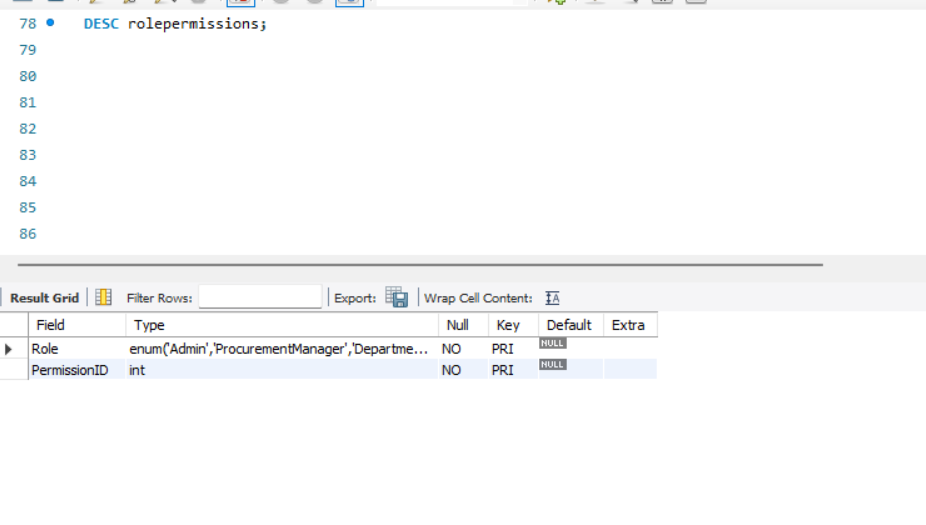 78 DESC rolepermissions;
79
80
81
82
83
84
85
86
Result Grid Filter Rows: Export: Wrap Cell Content:
Field Type Null Key Default Extra
Role enum('Admin','ProcurementManager','Departme... NO PRI NULL
PermissionID int NO PRI NULL